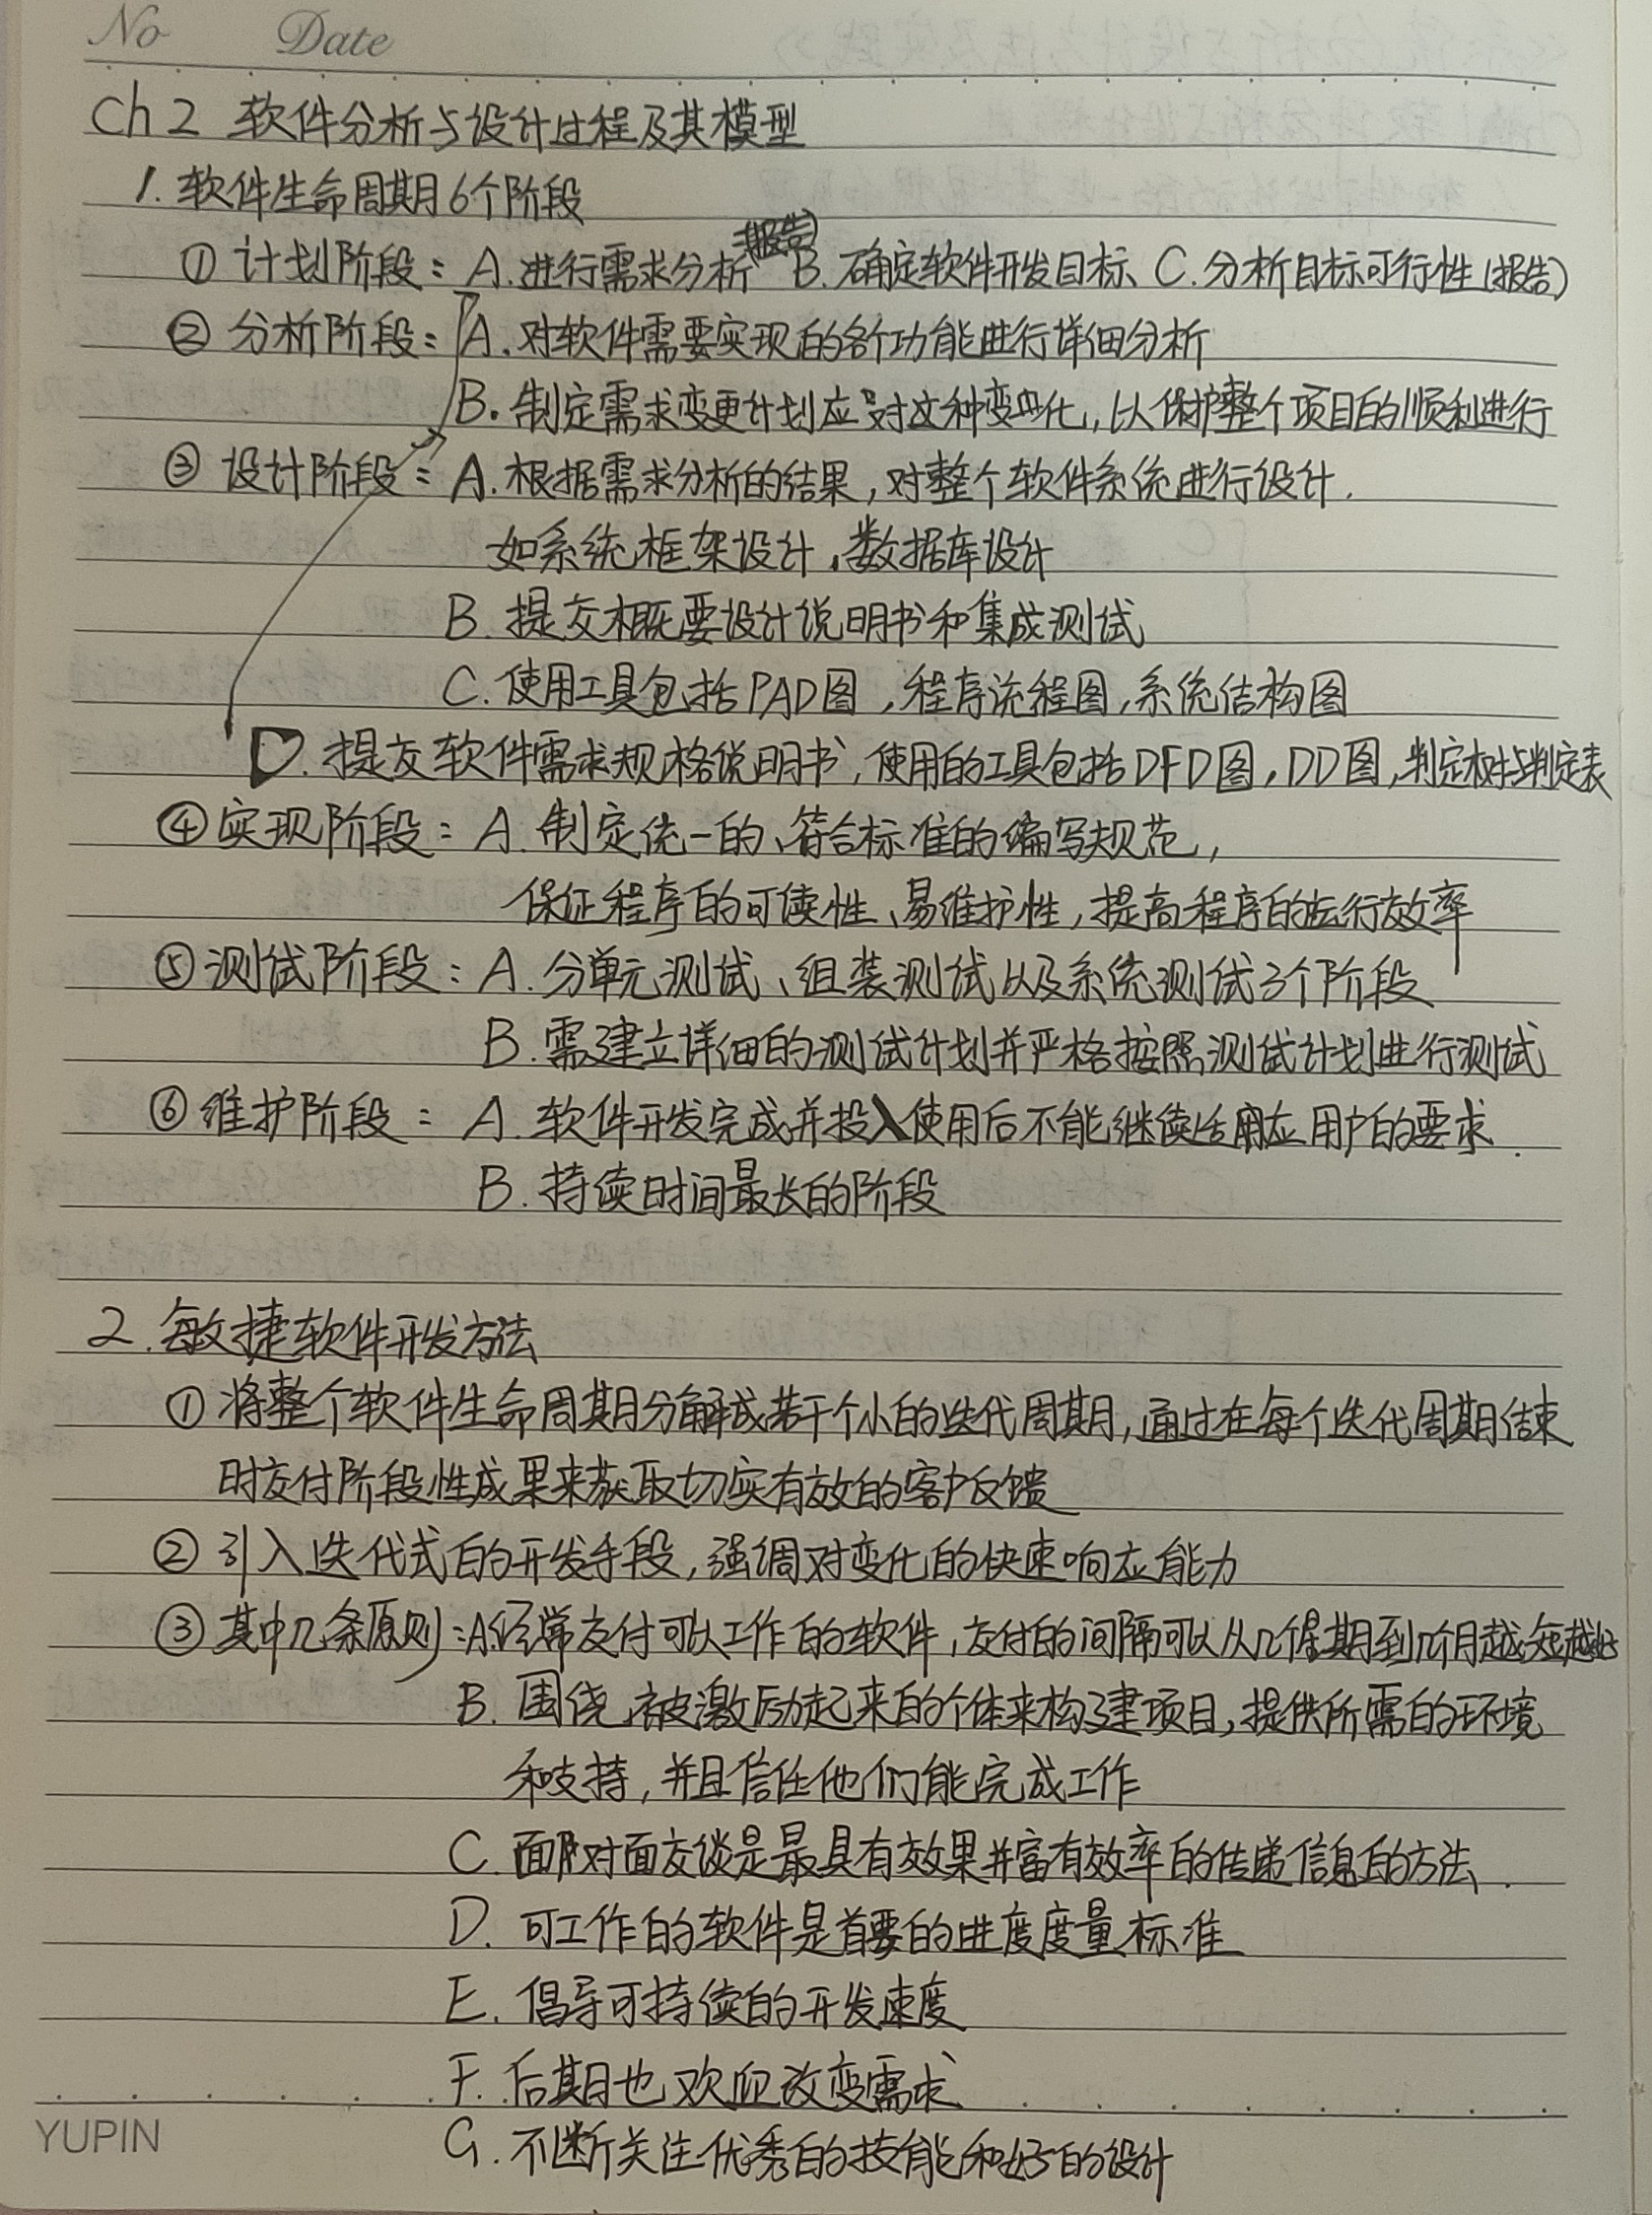 No Date
Ch 2 软件分析与设计过程及其模型
1. 软件生命周期6个阶段
① 计划阶段: A. 进行需求分析 B. 确定软件开发目标、C. 分析目标可行性(报告)
② 分析阶段: A. 对软件需要实现的各个功能进行详细分析
B. 制定需求变更计划应对这种变化, 以保护整个项目的顺利进行
③ 设计阶段: A. 根据需求分析的结果, 对整个软件系统进行设计.
如系统框架设计, 数据库设计
B. 提交概要设计说明书和集成测试
C. 使用工具包括PAD图, 程序流程图, 系统结构图
D. 提交软件需求规格说明书, 使用的工具包括DFD图, DD图, 判定树与判定表
④ 实现阶段: A. 制定统一的、符合标准的编写规范,
保证程序的可读性、易维护性, 提高程序的运行效率
⑤ 测试阶段: A. 分单元测试、组装测试以及系统测试3个阶段
B. 需建立详细的测试计划并严格按照测试计划进行测试
⑥ 维护阶段: A. 软件开发完成并投入使用后不能继续适应用户的要求.
B. 持续时间最长的阶段
2. 敏捷软件开发方法
① 将整个软件生命周期分解成若干个小的迭代周期, 通过在每个迭代周期结束
时交付阶段性成果来获取切实有效的客户反馈
② 引入迭代式的开发手段, 强调对变化的快速响应能力
③ 其中几条原则: A.经常交付可以工作的软件, 交付的间隔可以从几个星期到几个月越短越好
B. 围绕被激励起来的个体来构建项目, 提供所需的环境
和支持, 并且信任他们能完成工作
C. 面对面交谈是最具有效果并富有效率的传递信息的方法.
D. 可工作的软件是首要的进度度量标准
E. 倡导可持续的开发速度
F. 后期也欢迎改变需求
G. 不断关注优秀的技能和好的设计
YUPIN